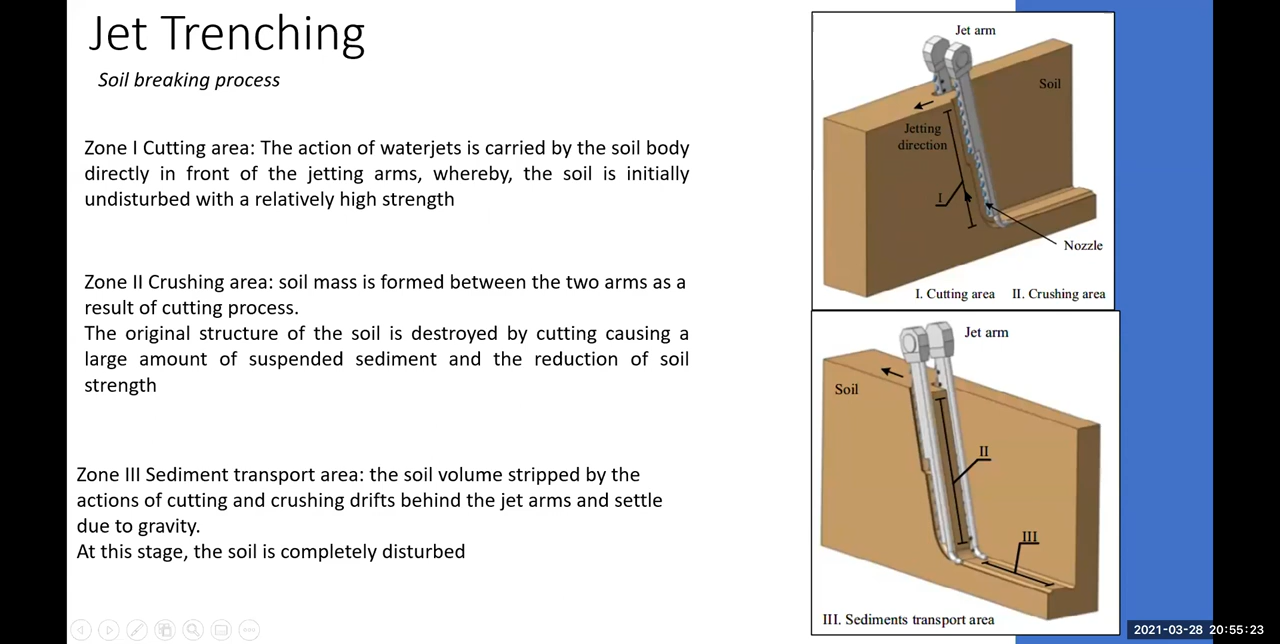 Jet Trenching
Soil breaking process
Zone I Cutting area: The action of waterjets is carried by the soil body
directly in front of the jetting arms, whereby, the soil is initially
undisturbed with a relatively high strength
Zone II Crushing area: soil mass is formed between the two arms as a
result of cutting process.
The original structure of the soil is destroyed by cutting causing a
large amount of suspended sediment and the reduction of soil
strength
Zone III Sediment transport area: the soil volume stripped by the
actions of cutting and crushing drifts behind the jet arms and settle
due to gravity.
At this stage, the soil is completely disturbed
Jet arm
Soil
Jetting
direction
I
Nozzle
I. Cutting area II. Crushing area
Jet arm
Soil
II
III
III. Sediments transport area
2021-03-28 20:55:23